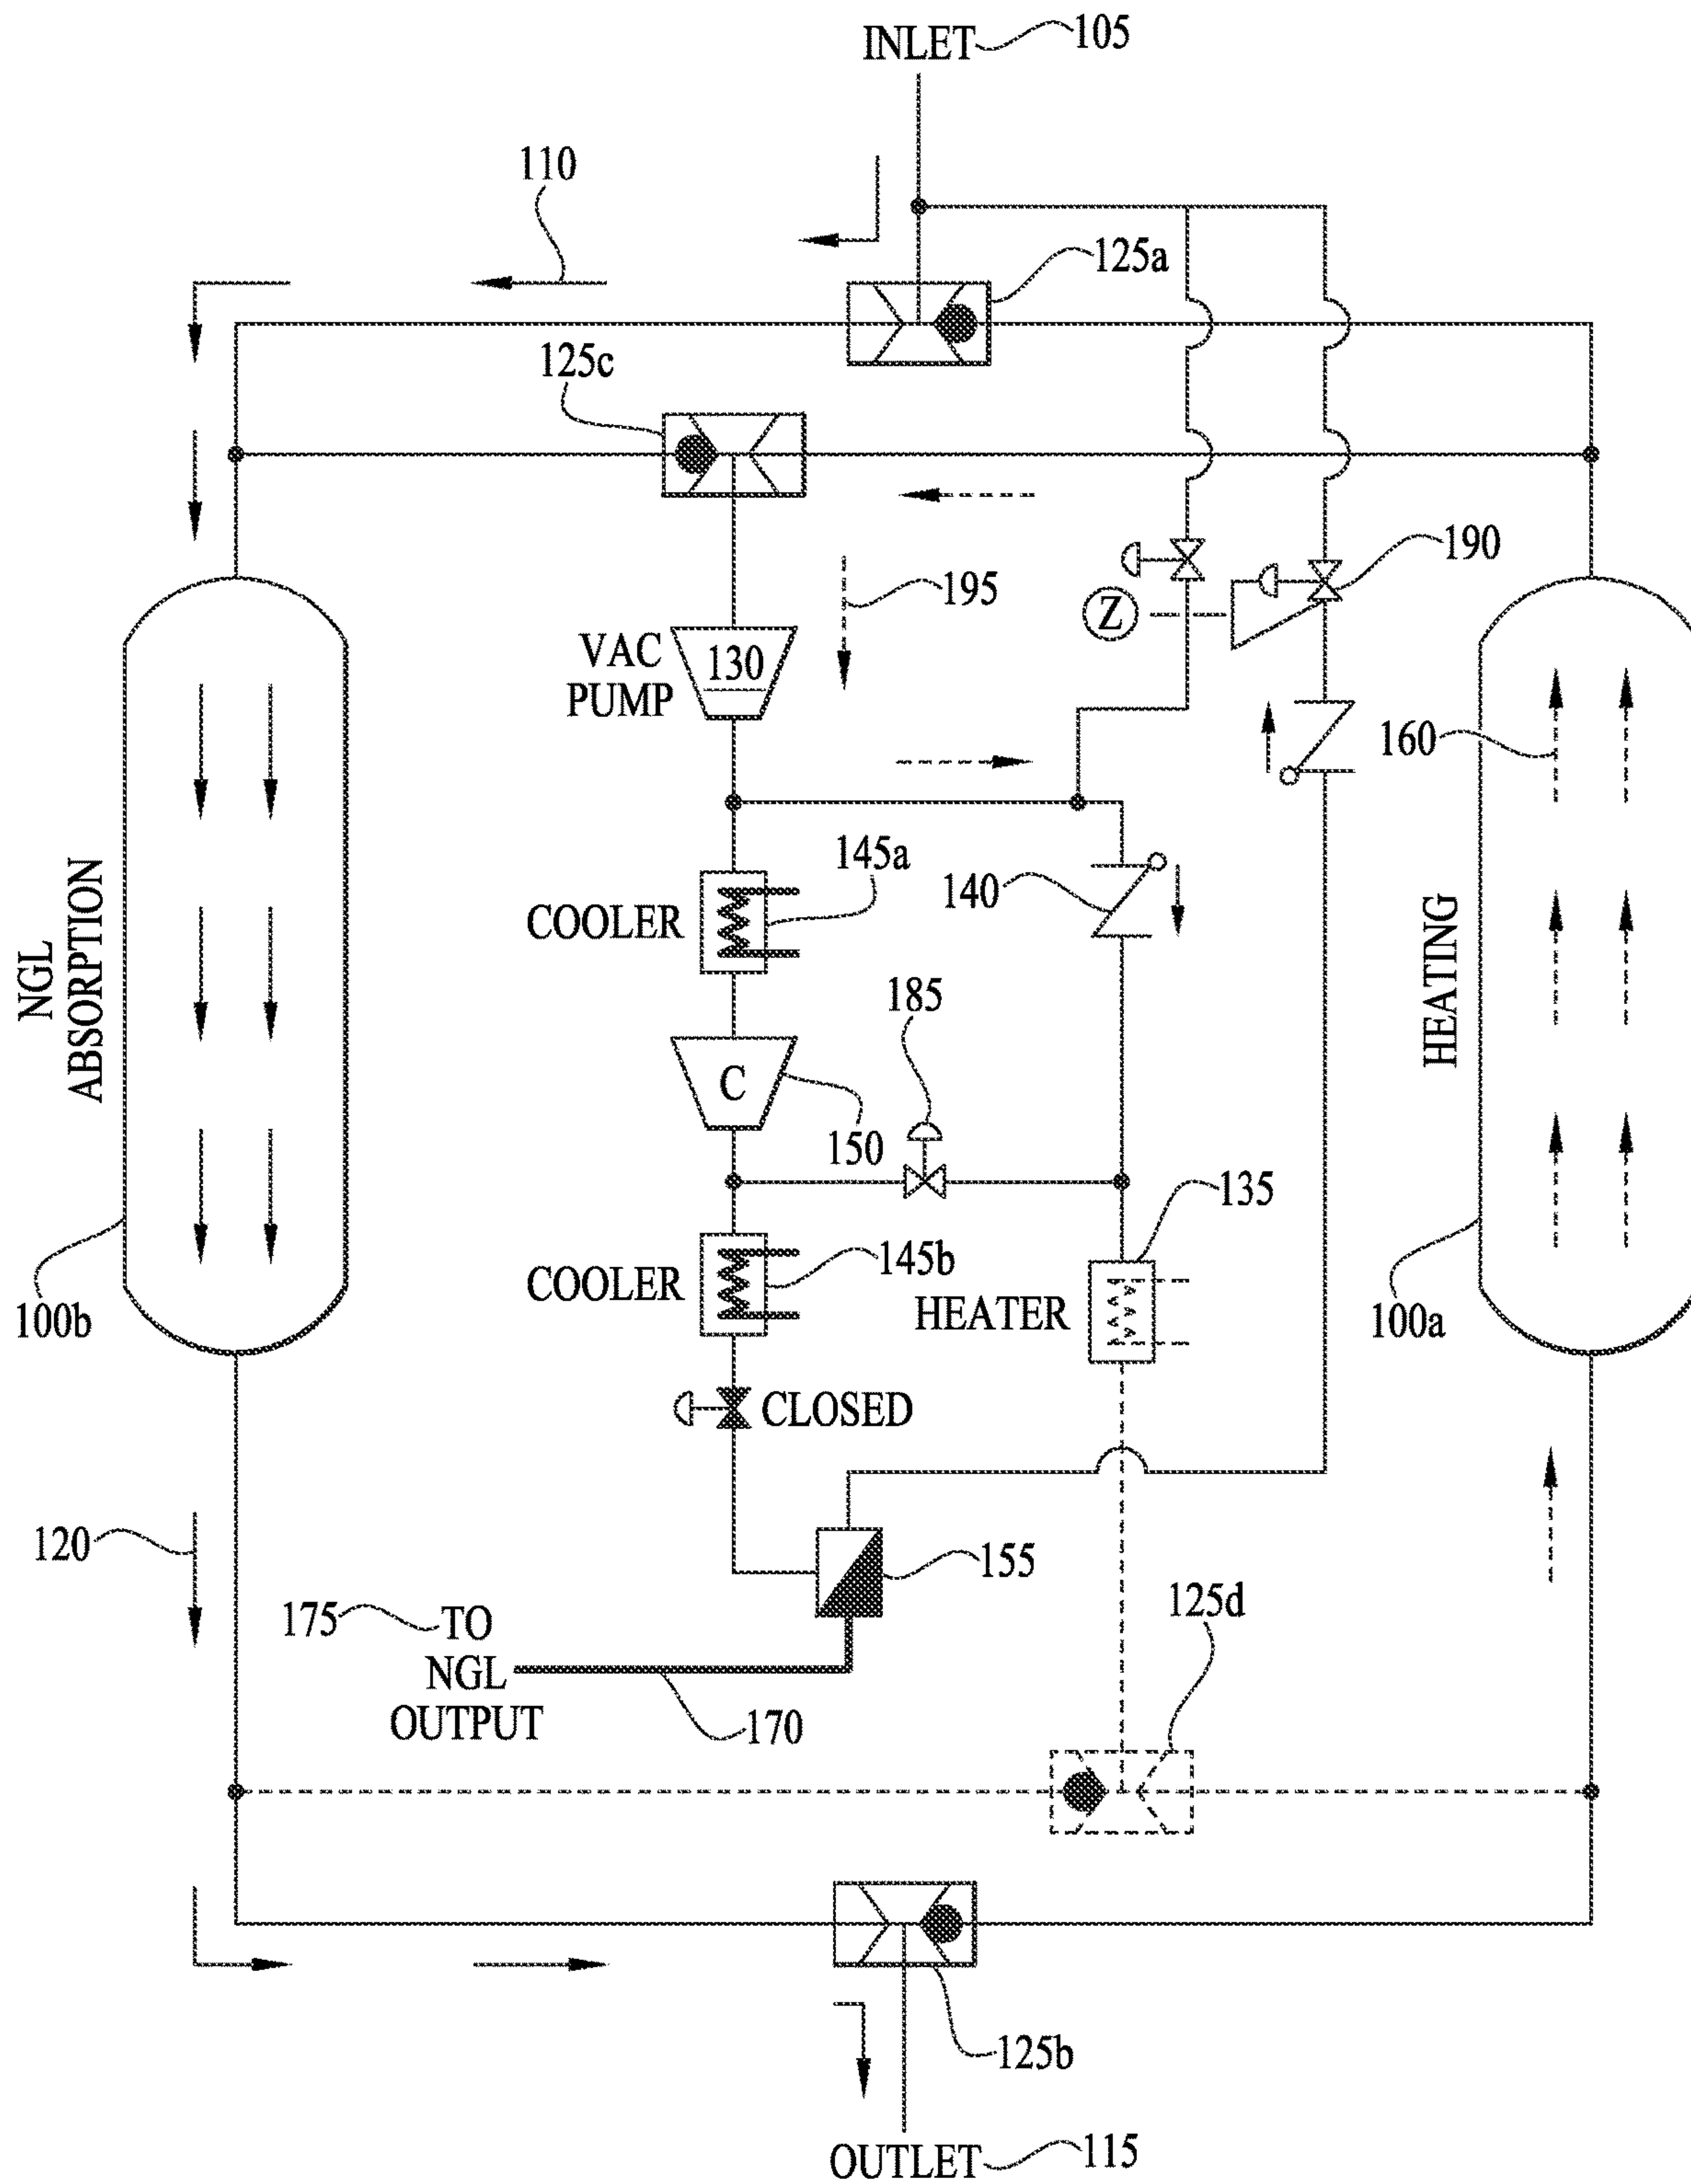 INLET 105
110
125a
125c
195
190
Z
VAC
PUMP
130
160
145a
COOLER
140
NGL
ABSORPTION
HEATING
185
C
150
135
145b
COOLER
HEATER
100b
100a
CLOSED
120
155
125d
175 TO
NGL
OUTPUT
170
125b
OUTLET 115